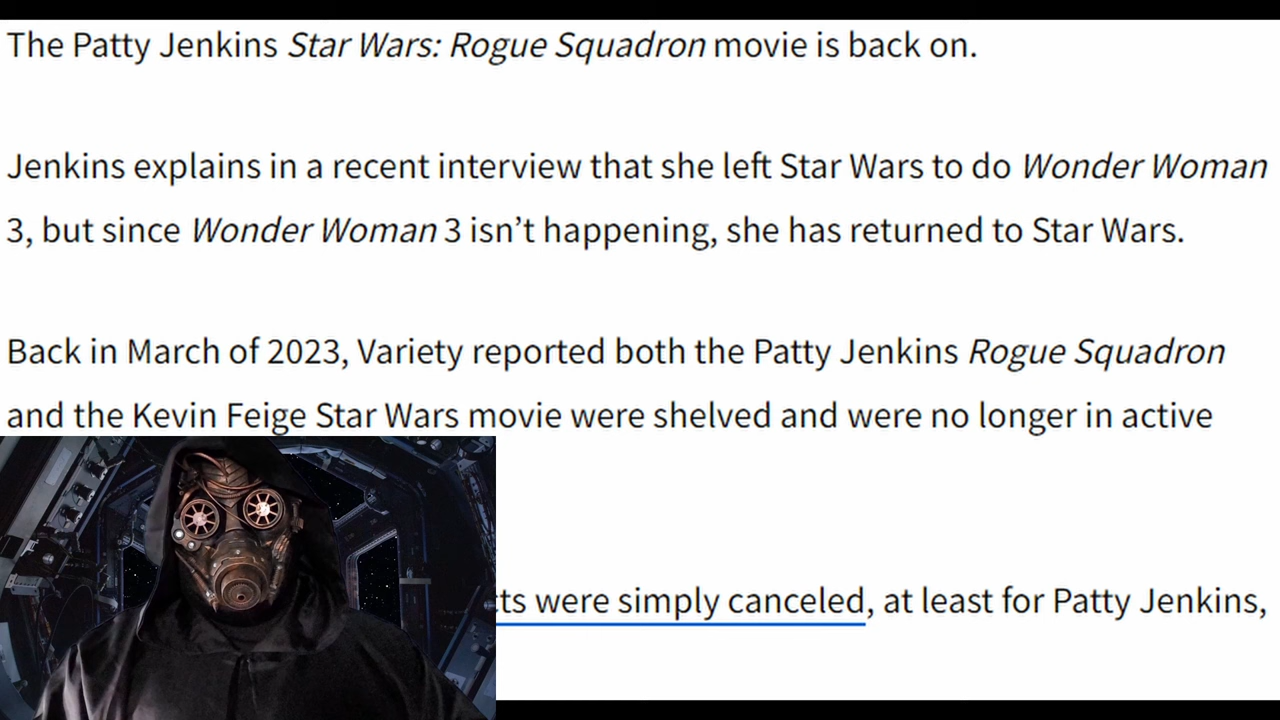 The Patty Jenkins Star Wars: Rogue Squadron movie is back on.
Jenkins explains in a recent interview that she left Star Wars to do Wonder Woman
3, but since Wonder Woman 3 isn’t happening, she has returned to Star Wars.
Back in March of 2023, Variety reported both the Patty Jenkins Rogue Squadron
and the Kevin Feige Star Wars movie were shelved and were no longer in active
were simply canceled, at least for Patty Jenkins,